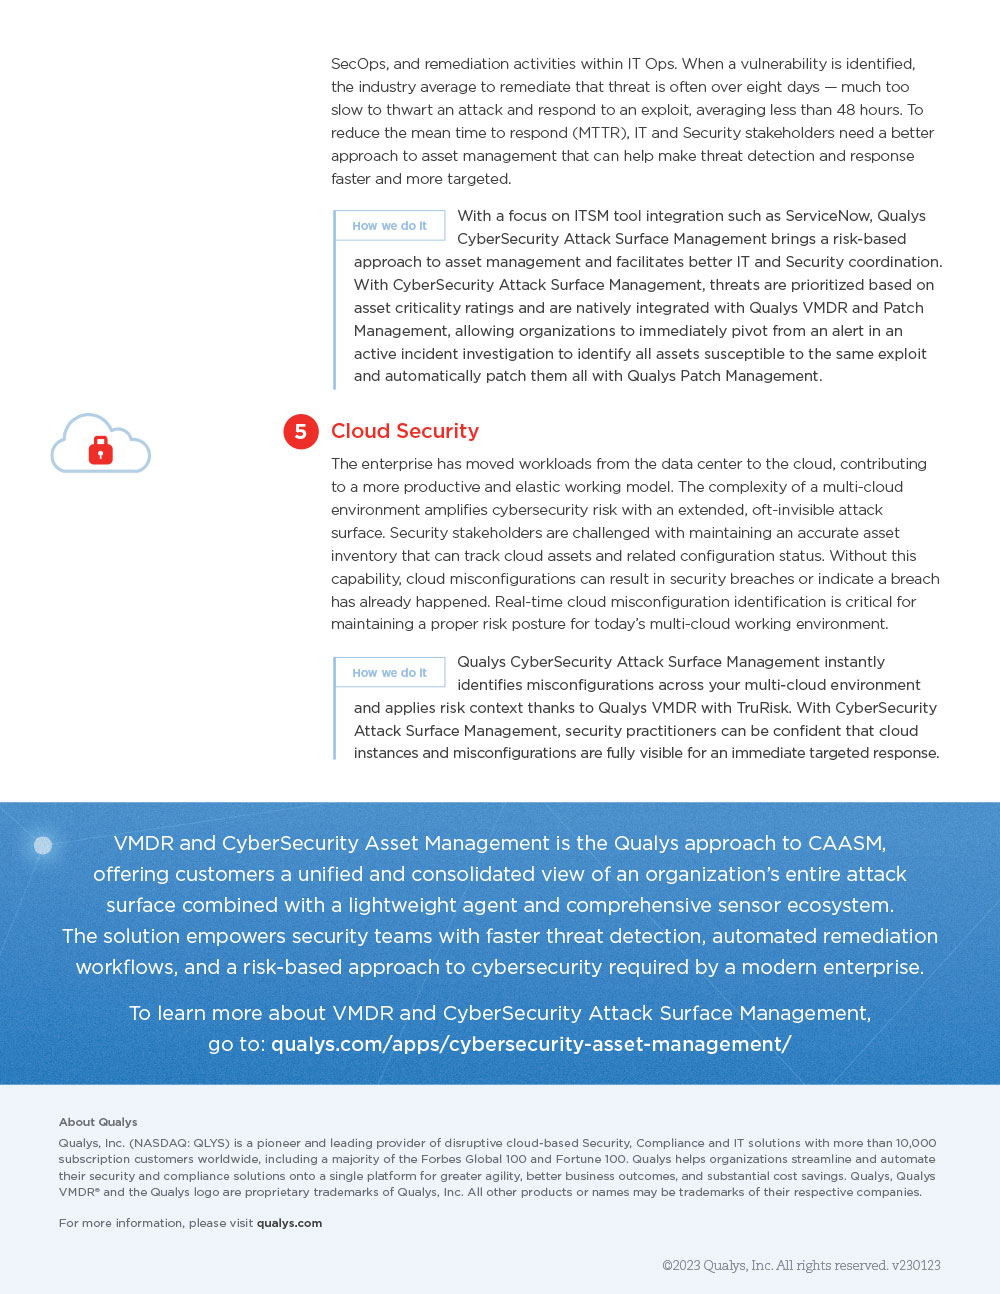 SecOps, and remediation activities within IT Ops. When a vulnerability is identified,
the industry average to remediate that threat is often over eight days — much too
slow to thwart an attack and respond to an exploit, averaging less than 48 hours. To
reduce the mean time to respond (MTTR), IT and Security stakeholders need a better
approach to asset management that can help make threat detection and response
faster and more targeted.
How we do It
With a focus on ITSM tool integration such as ServiceNow, Qualys
CyberSecurity Attack Surface Management brings a risk-based
approach to asset management and facilitates better IT and Security coordination.
With CyberSecurity Attack Surface Management, threats are prioritized based on
asset criticality ratings and are natively integrated with Qualys VMDR and Patch
Management, allowing organizations to immediately pivot from an alert in an
active incident investigation to identify all assets susceptible to the same exploit
and automatically patch them all with Qualys Patch Management.
5 Cloud Security
The enterprise has moved workloads from the data center to the cloud, contributing
to a more productive and elastic working model. The complexity of a multi-cloud
environment amplifies cybersecurity risk with an extended, oft-invisible attack
surface. Security stakeholders are challenged with maintaining an accurate asset
inventory that can track cloud assets and related configuration status. Without this
capability, cloud misconfigurations can result in security breaches or indicate a breach
has already happened. Real-time cloud misconfiguration identification is critical for
maintaining a proper risk posture for today's multi-cloud working environment.
How we do It
Qualys CyberSecurity Attack Surface Management instantly
identifies misconfigurations across your multi-cloud environment
and applies risk context thanks to Qualys VMDR with TruRisk. With CyberSecurity
Attack Surface Management, security practitioners can be confident that cloud
instances and misconfigurations are fully visible for an immediate targeted response.
VMDR and CyberSecurity Asset Management is the Qualys approach to CAASM,
offering customers a unified and consolidated view of an organization's entire attack
surface combined with a lightweight agent and comprehensive sensor ecosystem.
The solution empowers security teams with faster threat detection, automated remediation
workflows, and a risk-based approach to cybersecurity required by a modern enterprise.
To learn more about VMDR and CyberSecurity Attack Surface Management,
go to: qualys.com/apps/cybersecurity-asset-management/
About Qualys
Qualys, Inc. (NASDAQ: QLYS) is a pioneer and leading provider of disruptive cloud-based Security, Compliance and IT solutions with more than 10,000
subscription customers worldwide, including a majority of the Forbes Global 100 and Fortune 100. Qualys helps organizations streamline and automate
their security and compliance solutions onto a single platform for greater agility, better business outcomes, and substantial cost savings. Qualys, Qualys
VMDR® and the Qualys logo are proprietary trademarks of Qualys, Inc. All other products or names may be trademarks of their respective companies.
For more information, please visit qualys.com
©2023 Qualys, Inc. All rights reserved. v230123